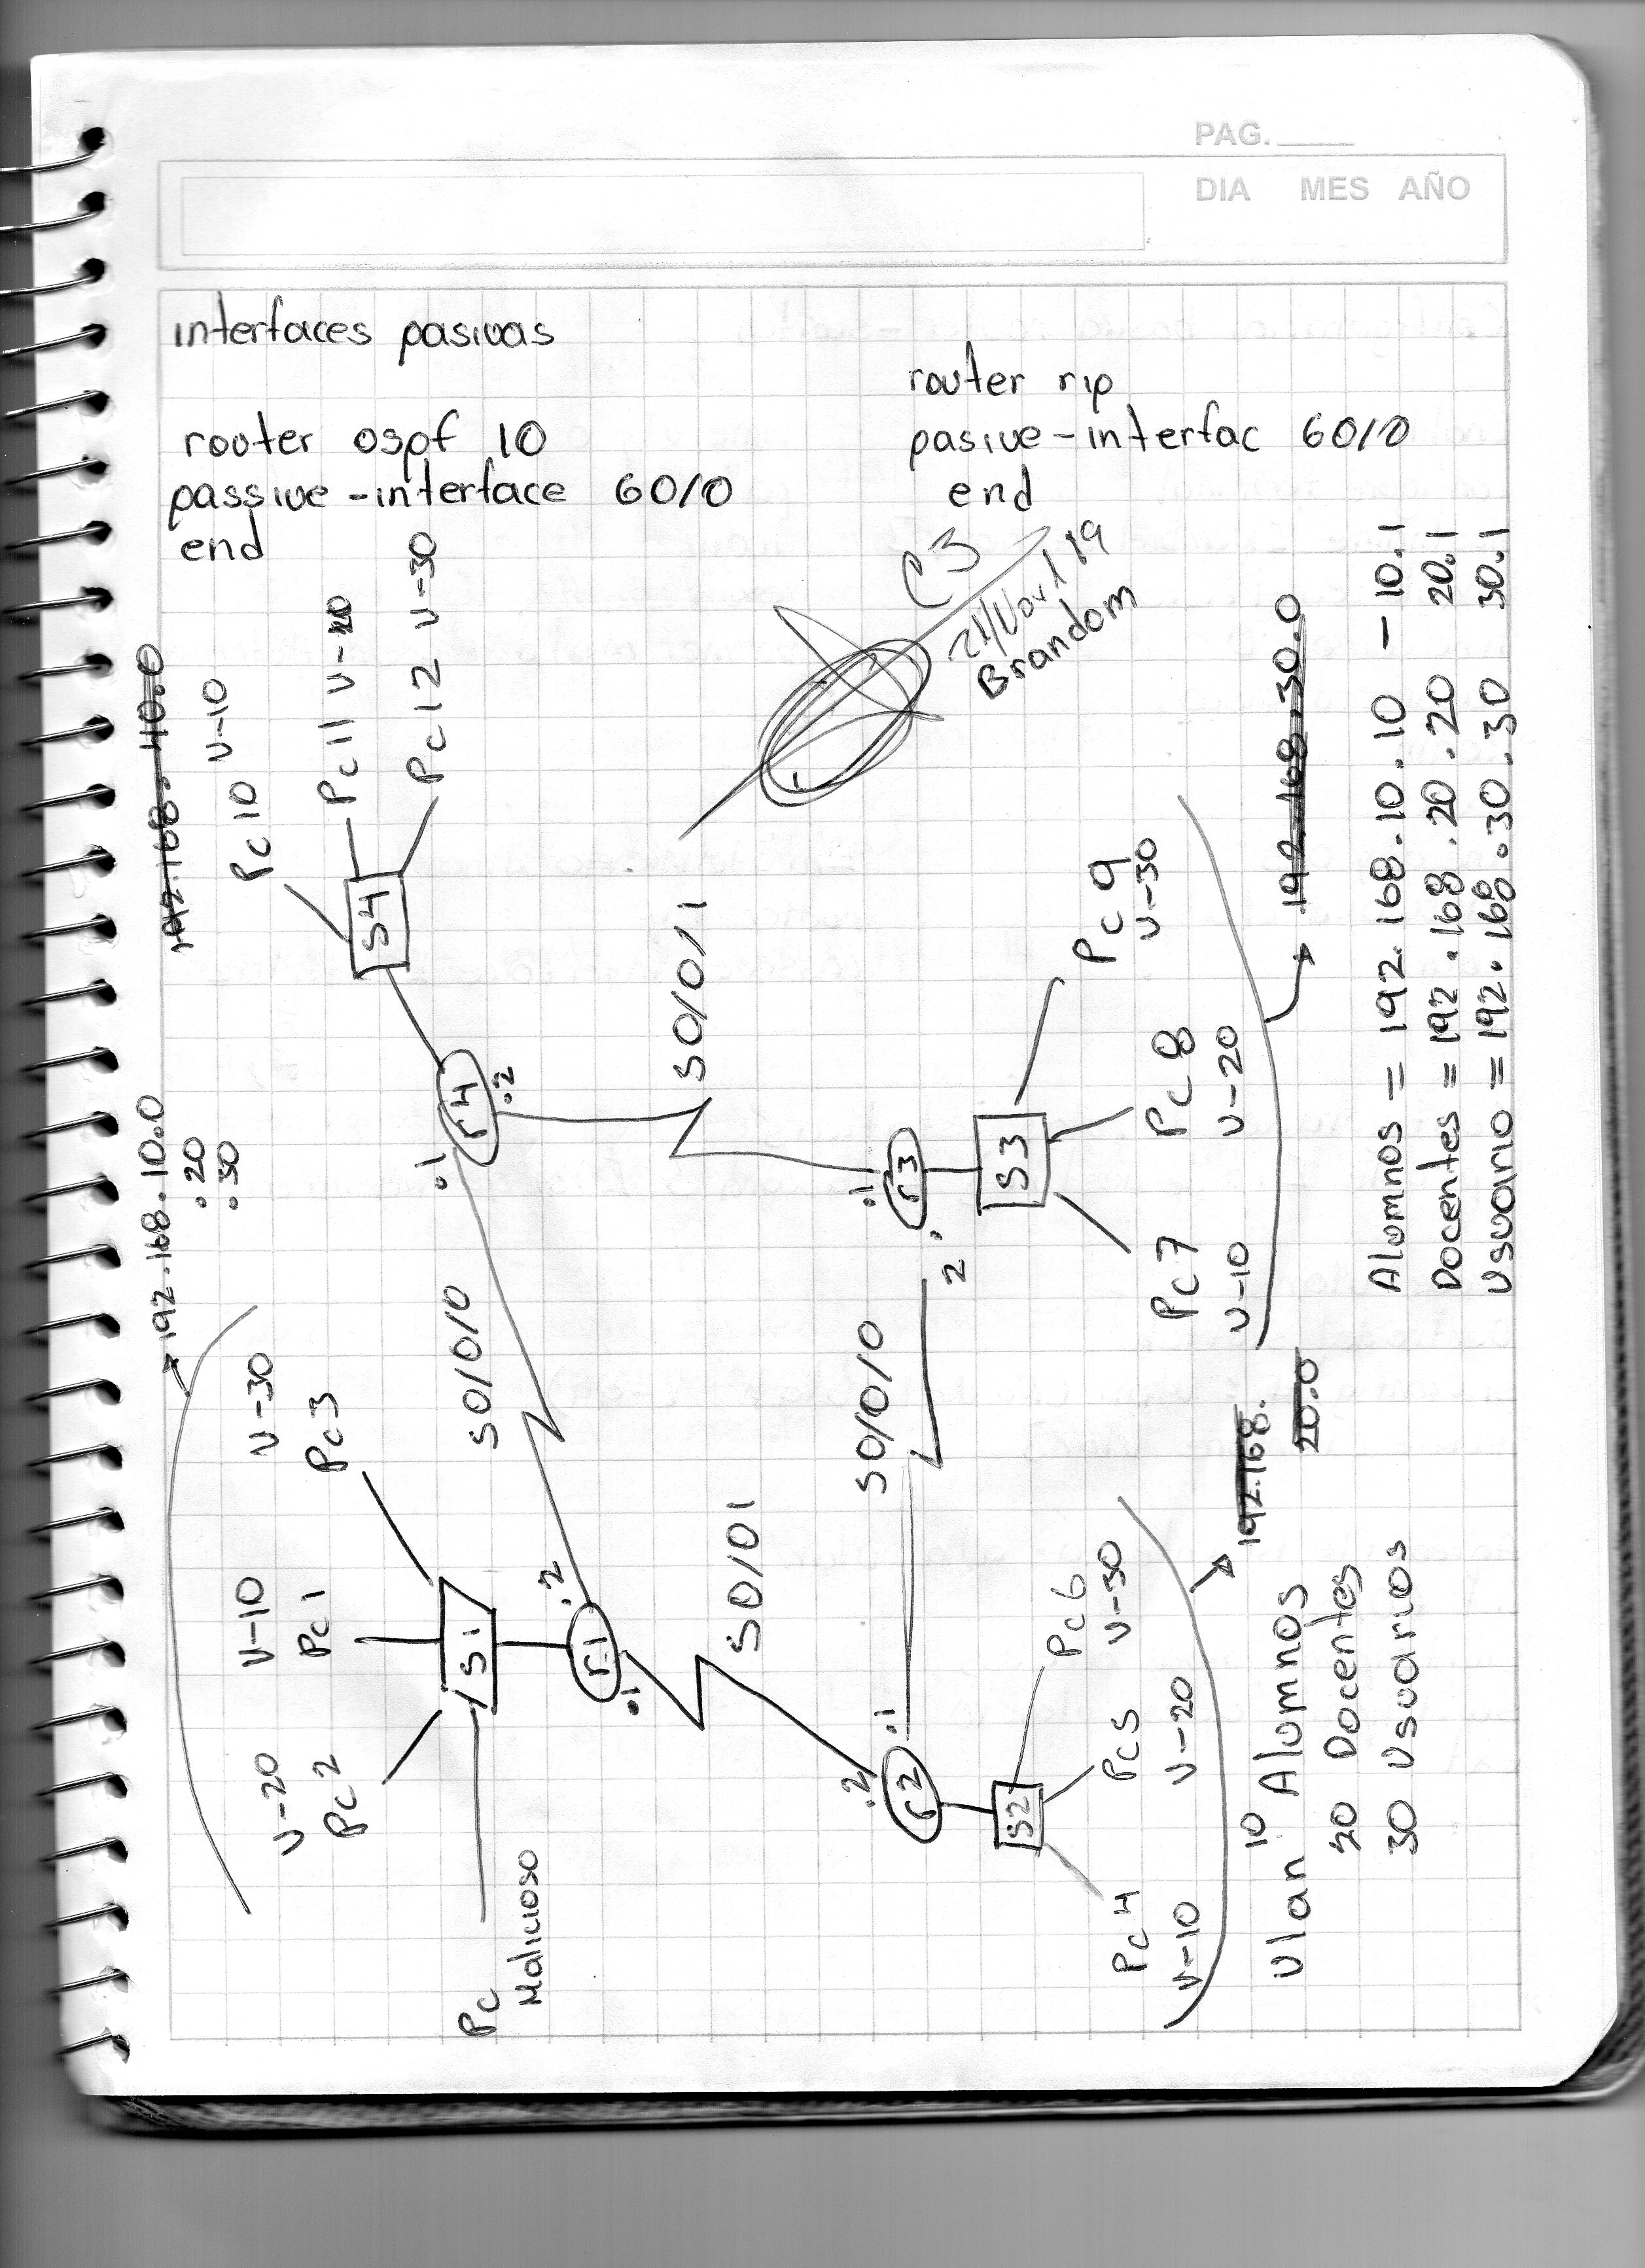 PAG.
DIA MES AÑO
interfaces pasivas
router ospf 10
passive-interface G0/0
end
router rip
pasive-interfac G0/0
end
C3
21/Nov/19
Brandom
192.168.40.0
Pc10 V-10
Pc11 V-20
Pc12 V-30
S4
r4
.2
.1
S0/0/1
S0/0/0
192.168.10.0
.20
.30
V-30
Pc3
V-10
Pc1
V-20
Pc2
S1
Pc
Malicioso
r1
.2
.1
S0/0/1
r2
.2
.1
S0/0/0
S2
Pc4
V-10
Pc5
V-20
Pc6
V-30
192.168.
20.0
r3
.1
2.
S3
Pc7
V-10
Pc8
V-20
Pc9
V-30
192.168.30.0
Vlan 10 Alumnos
20 Docentes
30 Usuarios
Alumnos = 192.168.10.10 - 10.1
Docentes = 192.168.20.20 20.1
Usuario = 192.168.30.30 30.1